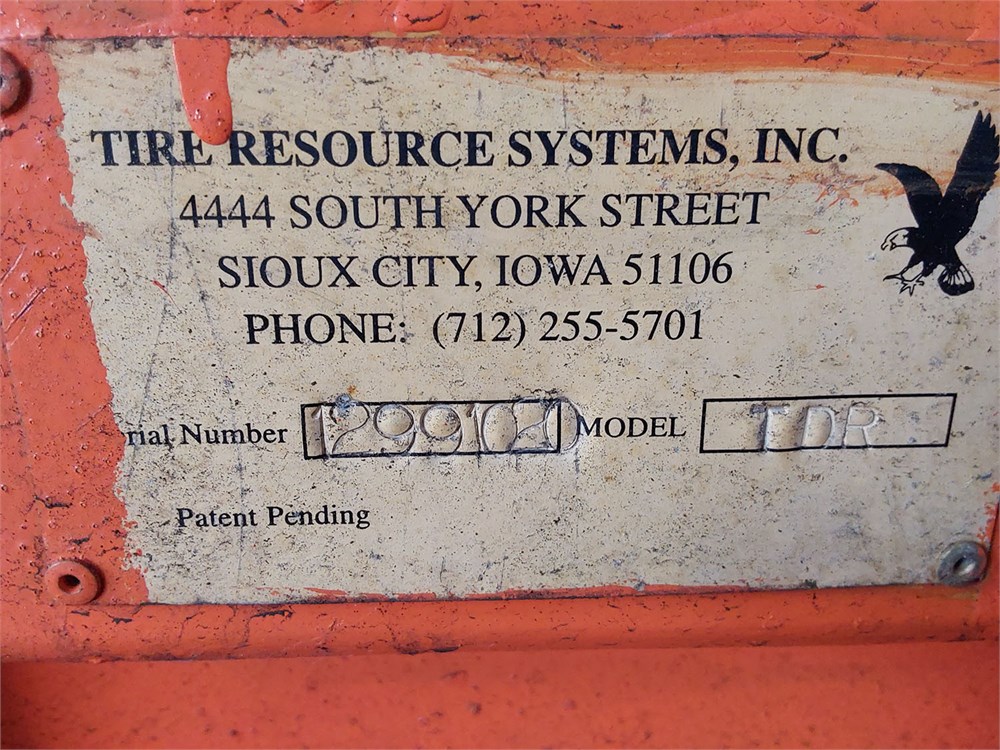 TIRE RESOURCE SYSTEMS, INC.
4444 SOUTH YORK STREET
SIOUX CITY, IOWA 51106
PHONE: (712) 255-5701
rial Number MODEL TDR
Patent Pending